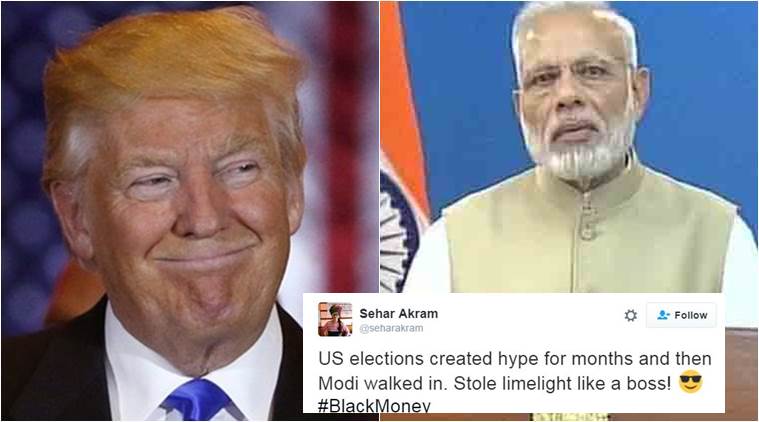 Sehar Akram
@seharakram
Follow
US elections created hype for months and then
Modi walked in. Stole limelight like a boss! 😎
#BlackMoney